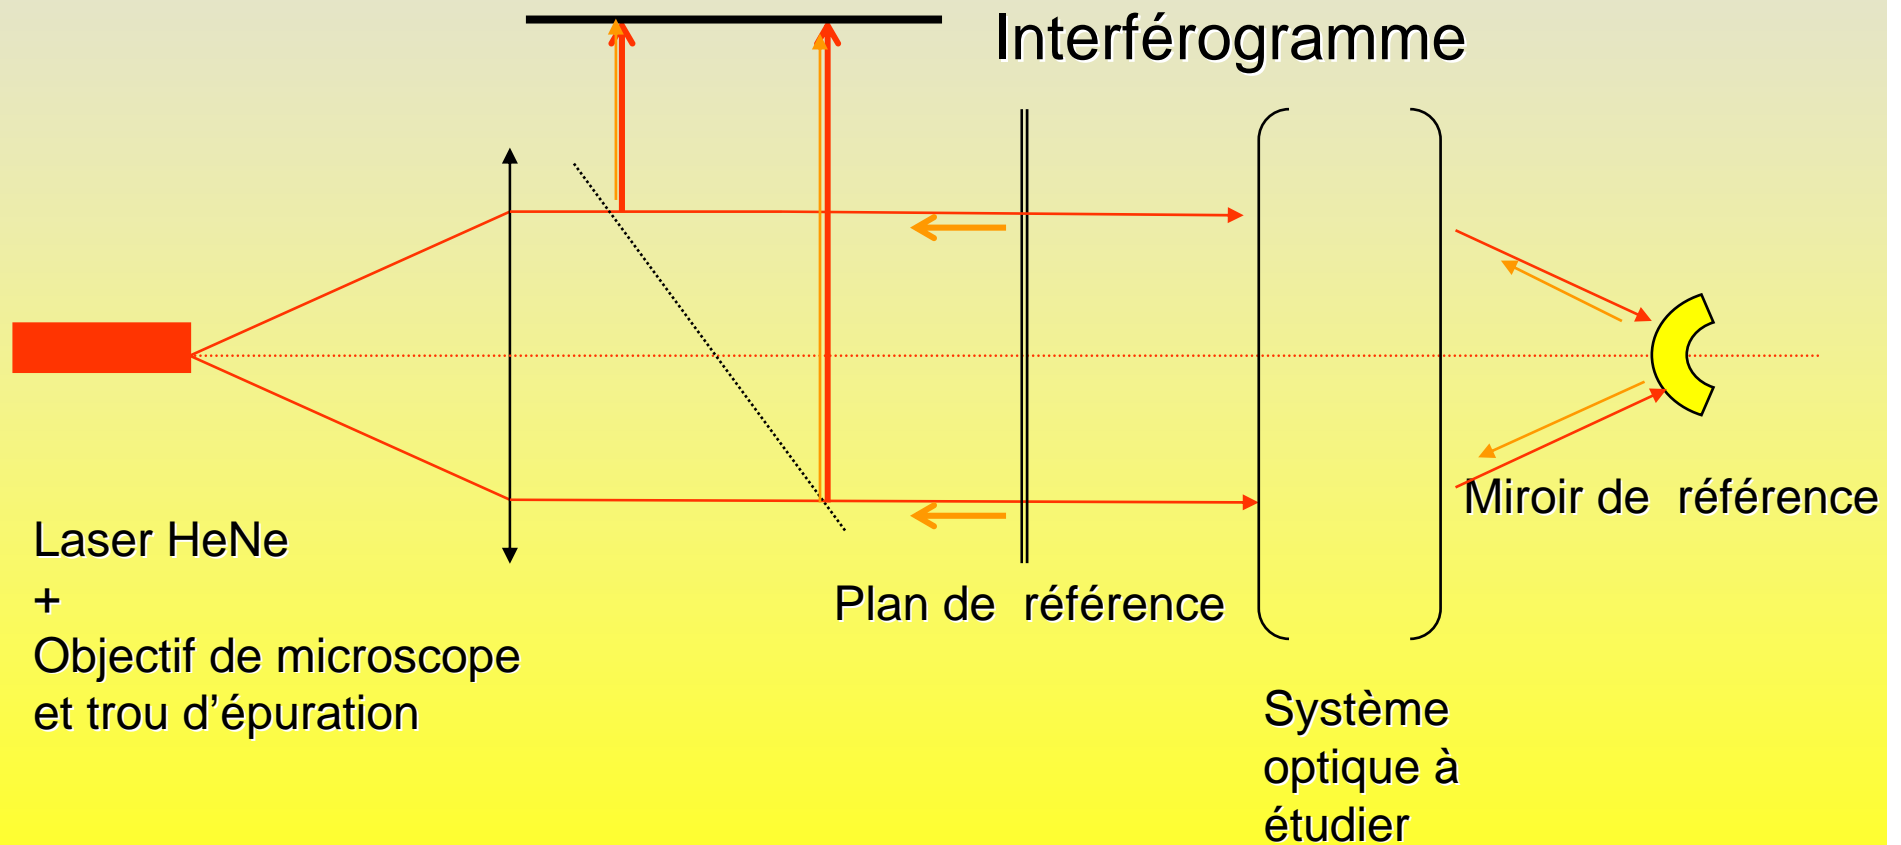 Interférogramme
Miroir de référence
Laser HeNe
+
Objectif de microscope
et trou d'épuration
Plan de référence
Système
optique à
étudier